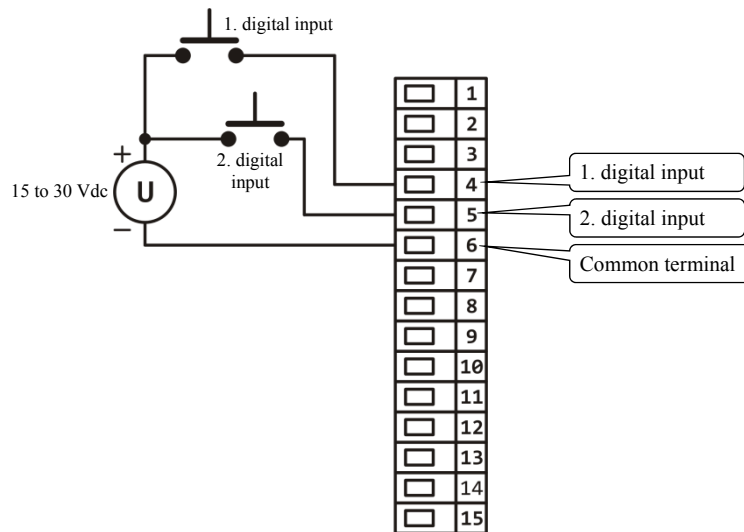 1. digital input
1
2
3
2. digital
input
1. digital input
4
+
15 to 30 Vdc
U
5
2. digital input
−
6
Common terminal
7
8
9
10
11
12
13
14
15